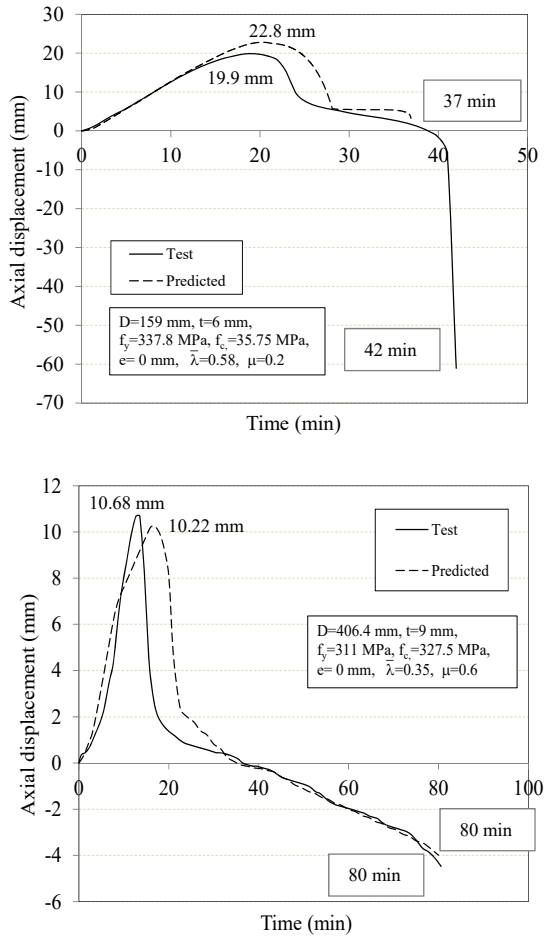 30
22.8 mm
20
19.9 mm
10
37 min
0
0 10 20 30 40 50
-10
-20
-30
-40
-50
-60
-70
Axial displacement (mm)
Test
Predicted
D=159 mm, t=6 mm,
fy=337.8 MPa, fc,=35.75 MPa,
e= 0 mm, λ̅=0.58, μ=0.2
42 min
Time (min)
12
10.68 mm
10
10.22 mm
8
6
4
2
0
0 20 40 60 80 100
-2
-4
-6
Axial displacement (mm)
Test
Predicted
D=406.4 mm, t=9 mm,
fy=311 MPa, fc,=327.5 MPa,
e= 0 mm, λ̅=0.35, μ=0.6
80 min
80 min
Time (min)